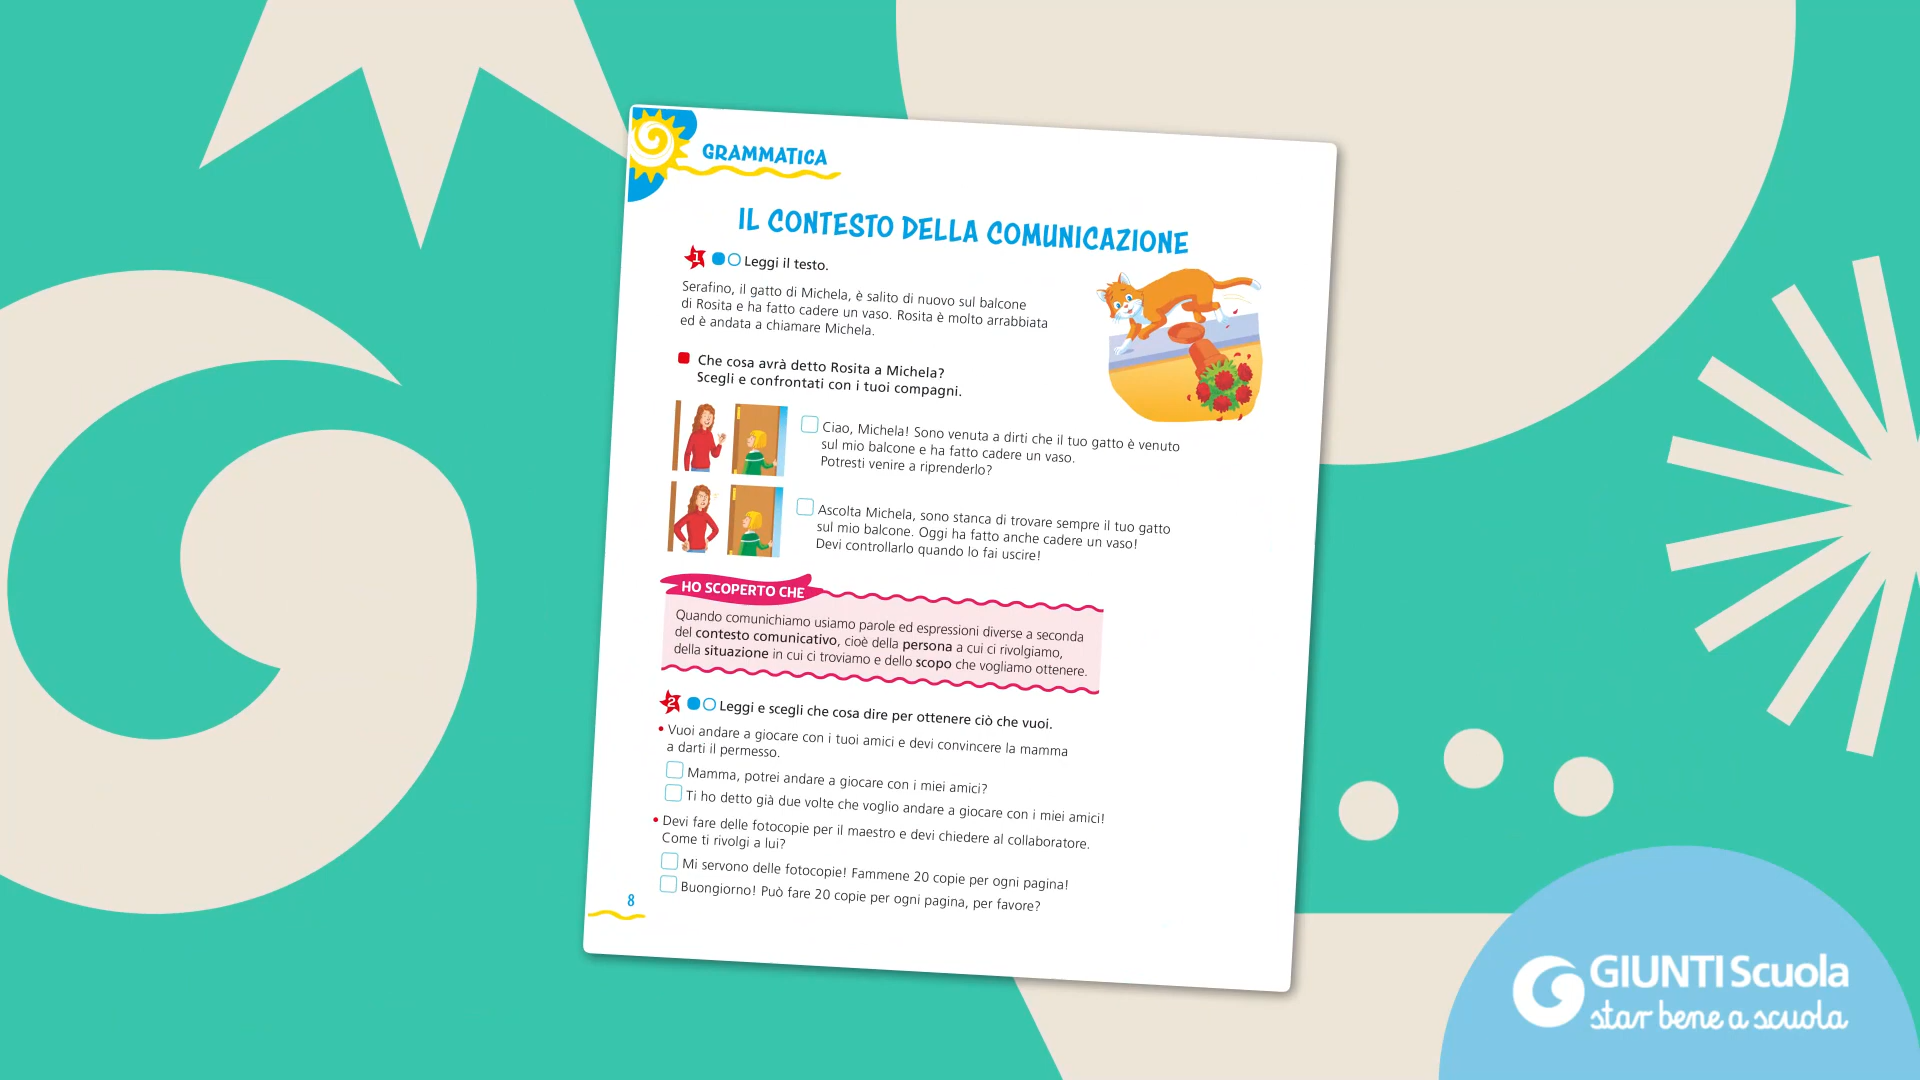 GRAMMATICA
IL CONTESTO DELLA COMUNICAZIONE
1 Leggi il testo.
Serafino, il gatto di Michela, è salito di nuovo sul balcone
di Rosita e ha fatto cadere un vaso. Rosita è molto arrabbiata
ed è andata a chiamare Michela.
Che cosa avrà detto Rosita a Michela?
Scegli e confrontati con i tuoi compagni.
Ciao, Michela! Sono venuta a dirti che il tuo gatto è venuto
sul mio balcone e ha fatto cadere un vaso.
Potresti venire a riprenderlo?
Ascolta Michela, sono stanca di trovare sempre il tuo gatto
sul mio balcone. Oggi ha fatto anche cadere un vaso!
Devi controllarlo quando lo fai uscire!
HO SCOPERTO CHE
Quando comunichiamo usiamo parole ed espressioni diverse a seconda
del contesto comunicativo, cioè della persona a cui ci rivolgiamo,
della situazione in cui ci troviamo e dello scopo che vogliamo ottenere.
2 Leggi e scegli che cosa dire per ottenere ciò che vuoi.
• Vuoi andare a giocare con i tuoi amici e devi convincere la mamma
a darti il permesso.
Mamma, potrei andare a giocare con i miei amici?
Ti ho detto già due volte che voglio andare a giocare con i miei amici!
• Devi fare delle fotocopie per il maestro e devi chiedere al collaboratore.
Come ti rivolgi a lui?
Mi servono delle fotocopie! Fammene 20 copie per ogni pagina!
Buongiorno! Può fare 20 copie per ogni pagina, per favore?
8
GIUNTI Scuola
star bene a scuola